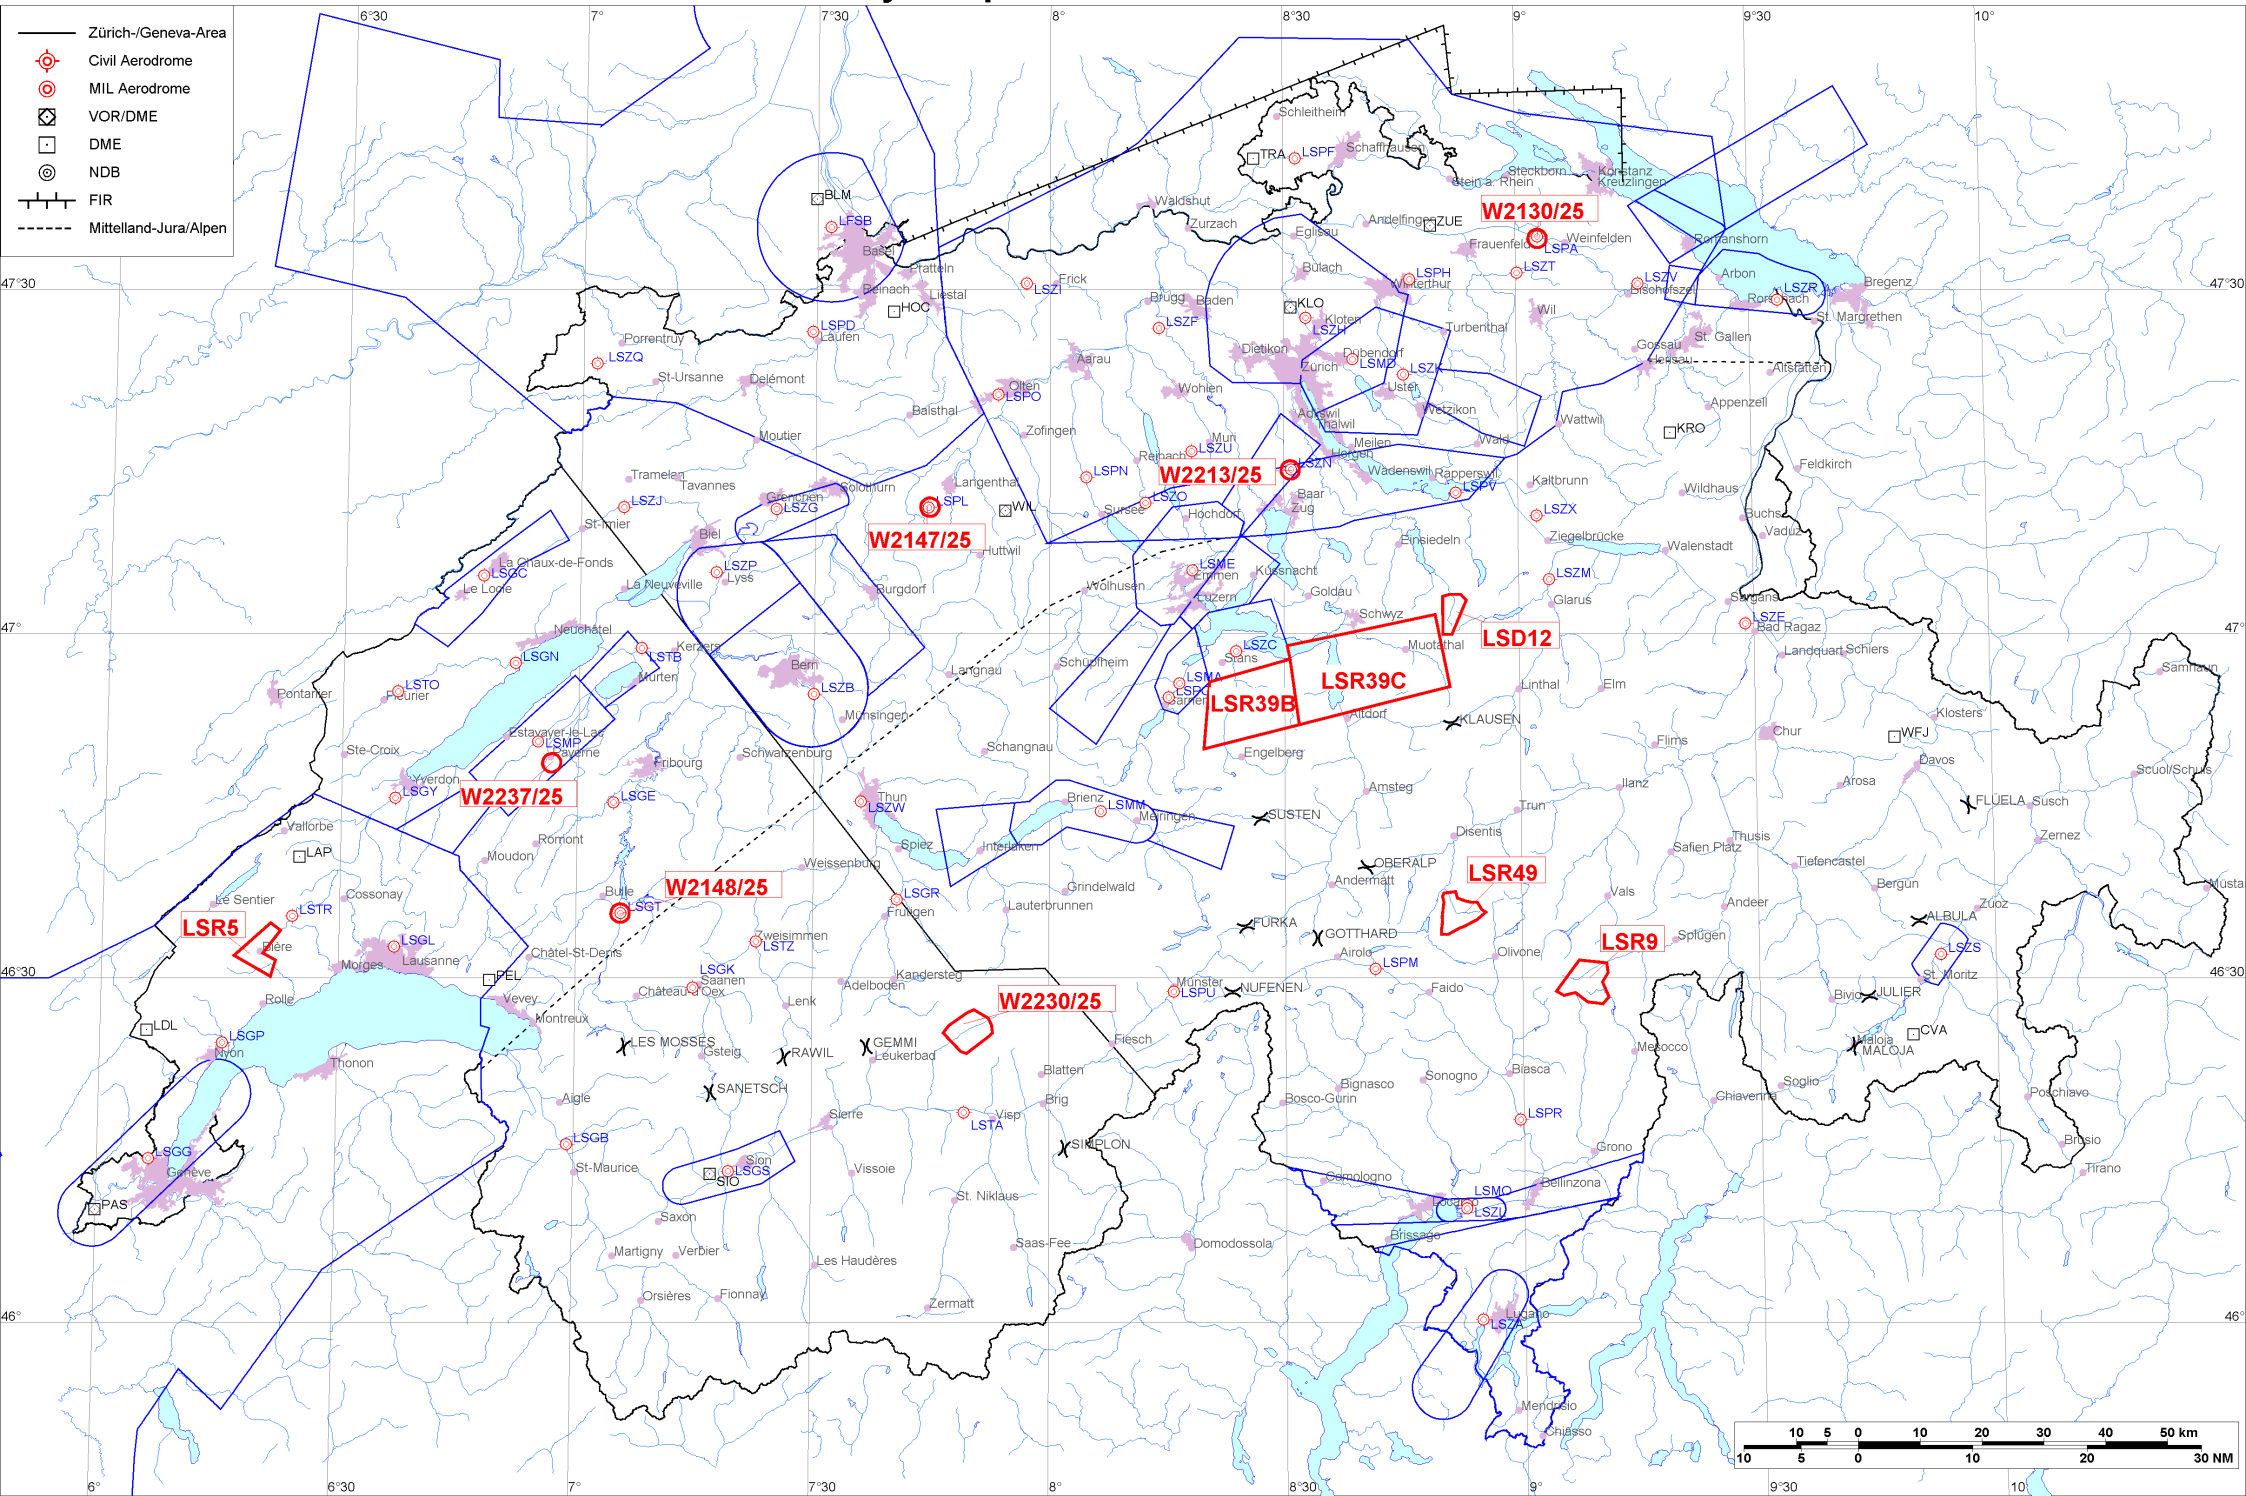 6°30
7°
7°30
8°
8°30
9°
9°30
10°
Zürich-/Geneva-Area
Civil Aerodrome
MIL Aerodrome
VOR/DME
DME
NDB
FIR
Mittelland-Jura/Alpen
Schleitheim
TRA
LSPF
Schaffhausen
Steckborn
Konstanz
Stein a. Rhein
Kreuzlingen
BLM
LFSB
Basel
Waldshut
Zurzach
Eglisau
Andelfingen
ZUE
W2130/25
LSPA
Weinfelden
Frauenfeld
Romanshorn
Pratteln
Reinach
Liestal
HOC
Frick
LSZI
Bülach
LSPH
Winterthur
LSZT
LSZV
Bischofszell
Arbon
LSZR
Rorschach
Bregenz
St. Margrethen
47°30
47°30
LSPD
Laufen
Porrentruy
LSZQ
St-Ursanne
Delémont
Brugg
Baden
LSZF
KLO
Kloten
LSZH
Dietikon
Zürich
Dübendorf
LSMD
LSZK
Uster
Turbenthal
Wil
Gossau
Herisau
St. Gallen
Altstätten
Appenzell
Aarau
Olten
LSPO
Balsthal
Wohlen
Zofingen
Adliswil
Thalwil
Wetzikon
Wattwil
KRO
Moutier
Muri
LSZU
Reinach
Meilen
Horgen
Wald
Feldkirch
Tramelan
Tavannes
LSPN
W2213/25
LSZN
Wädenswil
Rapperswil
LSPV
Kaltbrunn
Wildhaus
Solothurn
Grenchen
LSZG
Langenthal
LSPL
WIL
LSZJ
St-Imier
Sursee
LSZO
Hochdorf
Baar
Zug
LSZX
Buchs
Vaduz
Biel
W2147/25
Huttwil
Einsiedeln
Ziegelbrücke
Walenstadt
La Chaux-de-Fonds
LSGC
Le Locle
LSZP
Lyss
La Neuveville
Burgdorf
Wolhusen
LSME
Emmen
Küssnacht
Luzern
Goldau
LSZM
Glarus
Sargans
Schwyz
LSD12
LSZE
Bad Ragaz
47°
47°
Neuchâtel
LSGN
LSTB
Kerzers
Murten
Bern
LSZB
Langnau
Schüpfheim
LSZC
Stans
Muotathal
Landquart
Schiers
Samnaun
Pontarlier
LSTO
Fleurier
LSMA
Sarnen
LSR39B
LSR39C
Linthal
Elm
Münsingen
Altdorf
KLAUSEN
Klosters
Ste-Croix
Estavayer-le-Lac
LSMP
Payerne
Fribourg
Schwarzenburg
Schangnau
Engelberg
Flims
Chur
WFJ
Davos
Yverdon
LSGY
W2237/25
LSGE
Thun
LSZW
Brienz
LSMM
Meiringen
Amsteg
SUSTEN
Ilanz
Trun
Arosa
Scuol/Schuls
FLÜELA
Susch
Vallorbe
LAP
Romont
Moudon
Spiez
Interlaken
Weissenburg
Disentis
Safien Platz
Thusis
Tiefencastel
Zernez
OBERALP
Andermatt
Le Sentier
Cossonay
LSTR
Bulle
LSGT
W2148/25
LSGR
Frutigen
Grindelwald
Lauterbrunnen
LSR49
Vals
Andeer
Bergün
Zuoz
ALBULA
LSR5
Bière
LSGL
Lausanne
Morges
Châtel-St-Denis
Zweisimmen
LSTZ
FURKA
GOTTHARD
Airolo
LSPM
Olivone
LSR9
Splügen
LSZS
St. Moritz
46°30
46°30
Rolle
PEL
Vevey
Montreux
LSGK
Saanen
Château-d'Oex
Lenk
Adelboden
Kandersteg
W2230/25
Münster
LSPU
NUFENEN
Faido
Bivio
JULIER
LDL
LSGP
Nyon
Thonon
LES MOSSES
Gsteig
RAWIL
GEMMI
Leukerbad
Fiesch
Mesocco
CVA
Maloja
MALOJA
SANETSCH
Blatten
Brig
Bignasco
Sonogno
Biasca
Bosco-Gurin
Soglio
Chiavenna
Poschiavo
Aigle
LSGB
Sierre
LSTA
Visp
LSPR
SIMPLON
Brusio
Tirano
LSGG
Genève
PAS
St-Maurice
Sion
LSGS
SIO
Vissoie
St. Niklaus
Grono
Comologno
LSMO
Bellinzona
Locarno
LSZL
Saxon
Martigny
Verbier
Les Haudères
Saas-Fee
Domodossola
Brissago
Orsières
Fionnay
Zermatt
Lugano
LSZA
46°
46°
Mendrisio
Chiasso
10 5 0 10 20 30 40 50 km
10 5 0 10 20 30 NM
6°
6°30
7°
7°30
8°
8°30
9°
9°30
10°